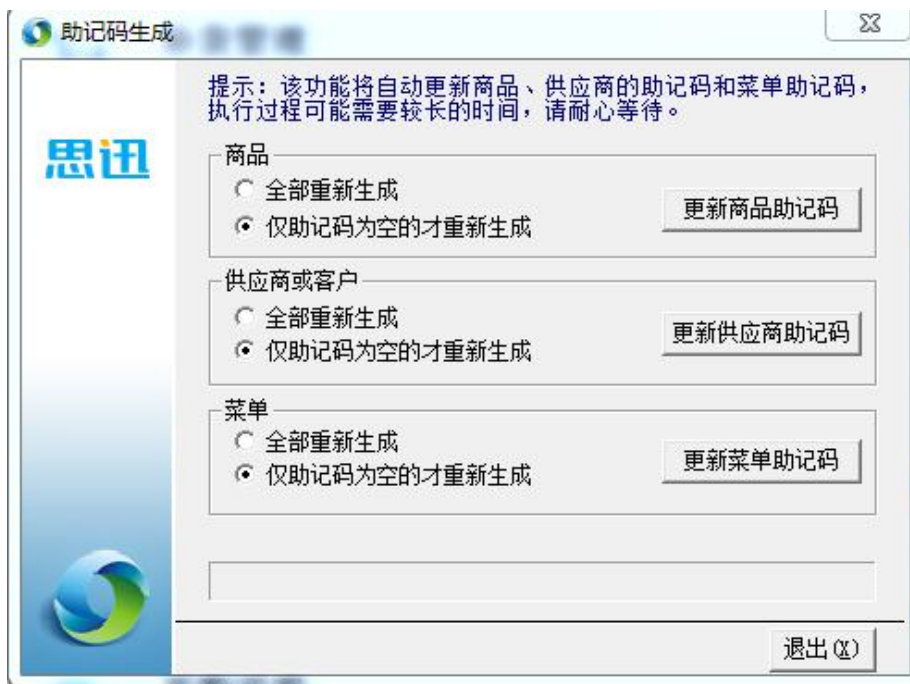 助记码生成
提示：该功能将自动更新商品、供应商的助记码和菜单助记码，
执行过程可能需要较长的时间，请耐心等待。
思迅
商品
全部重新生成
仅助记码为空的才重新生成
更新商品助记码
供应商或客户
全部重新生成
仅助记码为空的才重新生成
更新供应商助记码
菜单
全部重新生成
仅助记码为空的才重新生成
更新菜单助记码
退出(X)